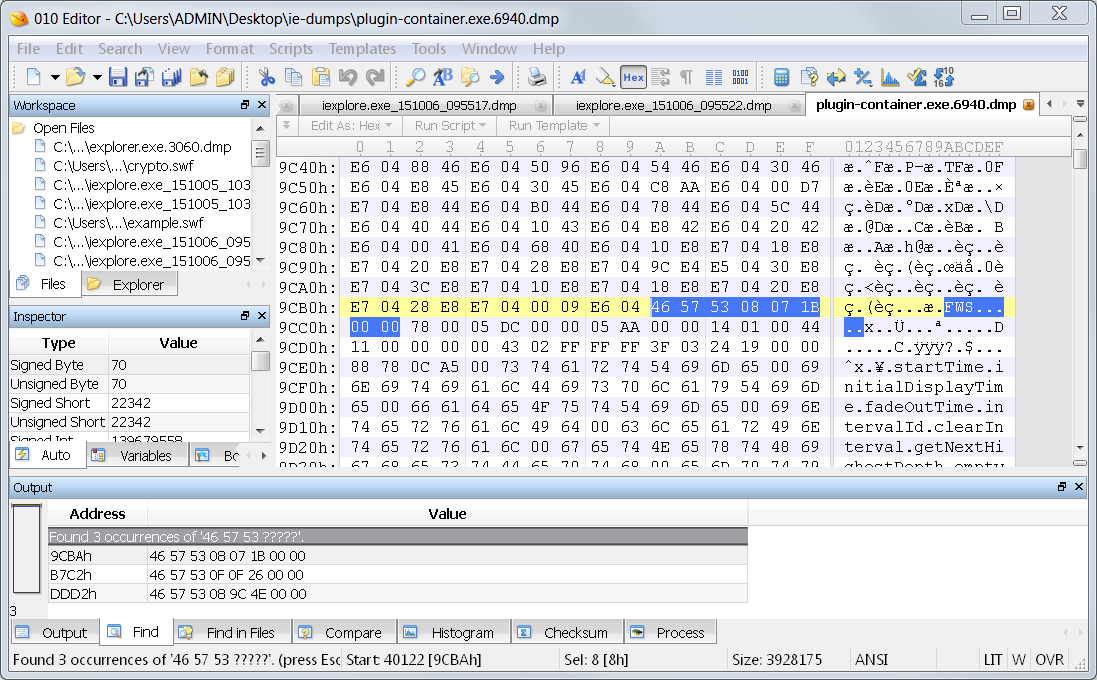 010 Editor - C:\Users\ADMIN\Desktop\ie-dumps\plugin-container.exe.6940.dmp
File Edit Search View Format Scripts Templates Tools Window Help
Workspace
Open Files
C:\...\explorer.exe.3060.dmp
C:\Users\...\crypto.swf
C:\...\iexplore.exe_151005_103
C:\...\iexplore.exe_151005_103
C:\Users\...\example.swf
C:\...\iexplore.exe_151006_095
C:\...\iexplore.exe_151006_095
Files Explorer
Inspector
Type Value
Signed Byte 70
Unsigned Byte 70
Signed Short 22342
Unsigned Short 22342
Signed Int 139679558
Auto Variables Bo
iexplore.exe_151006_095517.dmp iexplore.exe_151006_095522.dmp plugin-container.exe.6940.dmp
Edit As: Hex Run Script Run Template
0 1 2 3 4 5 6 7 8 9 A B C D E F 0123456789ABCDEF
9C40h: E6 04 88 46 E6 04 50 96 E6 04 54 46 E6 04 30 46 æ.ˆFæ.P–æ.TFæ.0F
9C50h: E6 04 E8 45 E6 04 30 45 E6 04 C8 AA E6 04 00 D7 æ.èEæ.0Eæ.Èªæ..×
9C60h: E7 04 E8 44 E6 04 B0 44 E6 04 78 44 E6 04 5C 44 ç.èDæ.°Dæ.xDæ.\D
9C70h: E6 04 40 44 E6 04 10 43 E6 04 E8 42 E6 04 20 42 æ.@Dæ..Cæ.èBæ. B
9C80h: E6 04 00 41 E6 04 68 40 E6 04 10 E8 E7 04 18 E8 æ..Aæ.h@æ..èç..è
9C90h: E7 04 20 E8 E7 04 28 E8 E7 04 9C E4 E5 04 30 E8 ç. èç.(èç.œäå.0è
9CA0h: E7 04 3C E8 E7 04 10 E8 E7 04 18 E8 E7 04 20 E8 ç.<èç..èç..èç. è
9CB0h: E7 04 28 E8 E7 04 00 09 E6 04 46 57 53 08 07 1B ç.(èç...æ.FWS...
9CC0h: 00 00 78 00 05 DC 00 00 05 AA 00 00 14 01 00 44 ..x..Ü...ª.....D
9CD0h: 11 00 00 00 00 43 02 FF FF FF 3F 03 24 19 00 00 .....C.ÿÿÿ?.$...
9CE0h: 88 78 0C A5 00 73 74 61 72 74 54 69 6D 65 00 69 ˆx.¥.startTime.i
9CF0h: 6E 69 74 69 61 6C 44 69 73 70 6C 61 79 54 69 6D nitialDisplayTim
9D00h: 65 00 66 61 64 65 4F 75 74 54 69 6D 65 00 69 6E e.fadeOutTime.in
9D10h: 74 65 72 76 61 6C 49 64 00 63 6C 65 61 72 49 6E tervalId.clearIn
9D20h: 74 65 72 76 61 6C 00 67 65 74 4E 65 78 74 48 69 terval.getNextHi
9D30h: 67 68 65 73 74 44 65 70 74 68 00 65 6D 70 74 79 ghestDepth.empty
Output
Address Value
Found 3 occurrences of '46 57 53 ?????'.
9CBAh 46 57 53 08 07 1B 00 00
B7C2h 46 57 53 0F 0F 26 00 00
DDD2h 46 57 53 08 9C 4E 00 00
3
Output Find Find in Files Compare Histogram Checksum Process
Found 3 occurrences of '46 57 53 ?????'. (press Esc Start: 40122 [9CBAh] Sel: 8 [8h] Size: 3928175 ANSI LIT W OVR